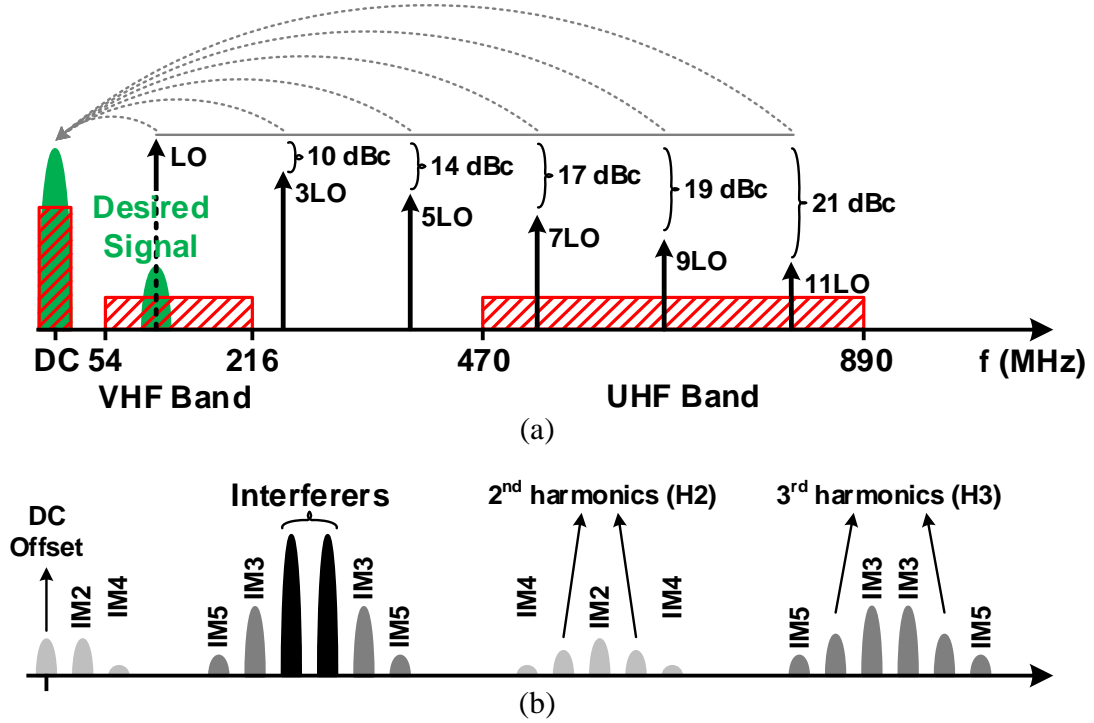 LO
10 dBc
14 dBc
17 dBc
19 dBc
21 dBc
3LO
5LO
7LO
9LO
11LO
Desired
Signal
DC 54
216
470
890
f (MHz)
VHF Band
UHF Band
(a)
Interferers
2nd harmonics (H2)
3rd harmonics (H3)
DC
Offset
IM2
IM4
IM5
IM3
IM3
IM5
IM4
IM2
IM4
IM5
IM3
IM3
IM5
(b)